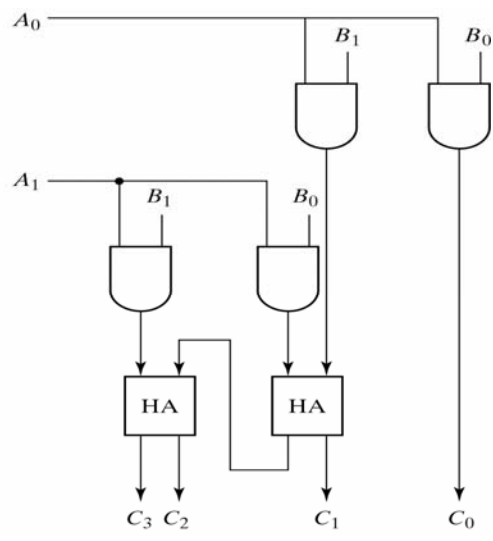 A₀
B₁
B₀
A₁
B₁
B₀
HA
HA
C₃ C₂ C₁ C₀